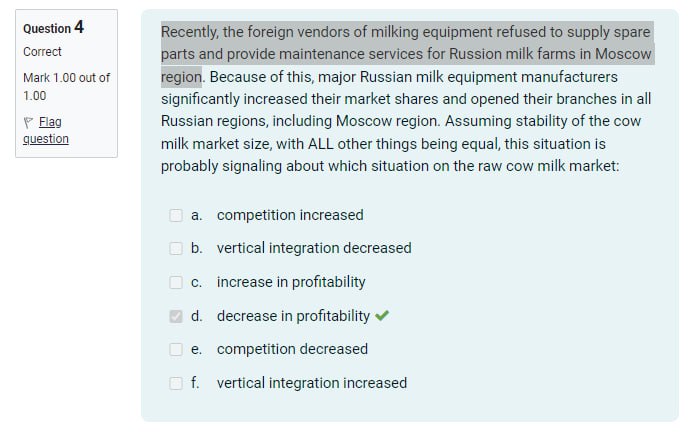 Question 4
Correct
Mark 1.00 out of
1.00
Flag
question
Recently, the foreign vendors of milking equipment refused to supply spare
parts and provide maintenance services for Russion milk farms in Moscow
region. Because of this, major Russian milk equipment manufacturers
significantly increased their market shares and opened their branches in all
Russian regions, including Moscow region. Assuming stability of the cow
milk market size, with ALL other things being equal, this situation is
probably signaling about which situation on the raw cow milk market:
a. competition increased
b. vertical integration decreased
c. increase in profitability
d. decrease in profitability
e. competition decreased
f. vertical integration increased